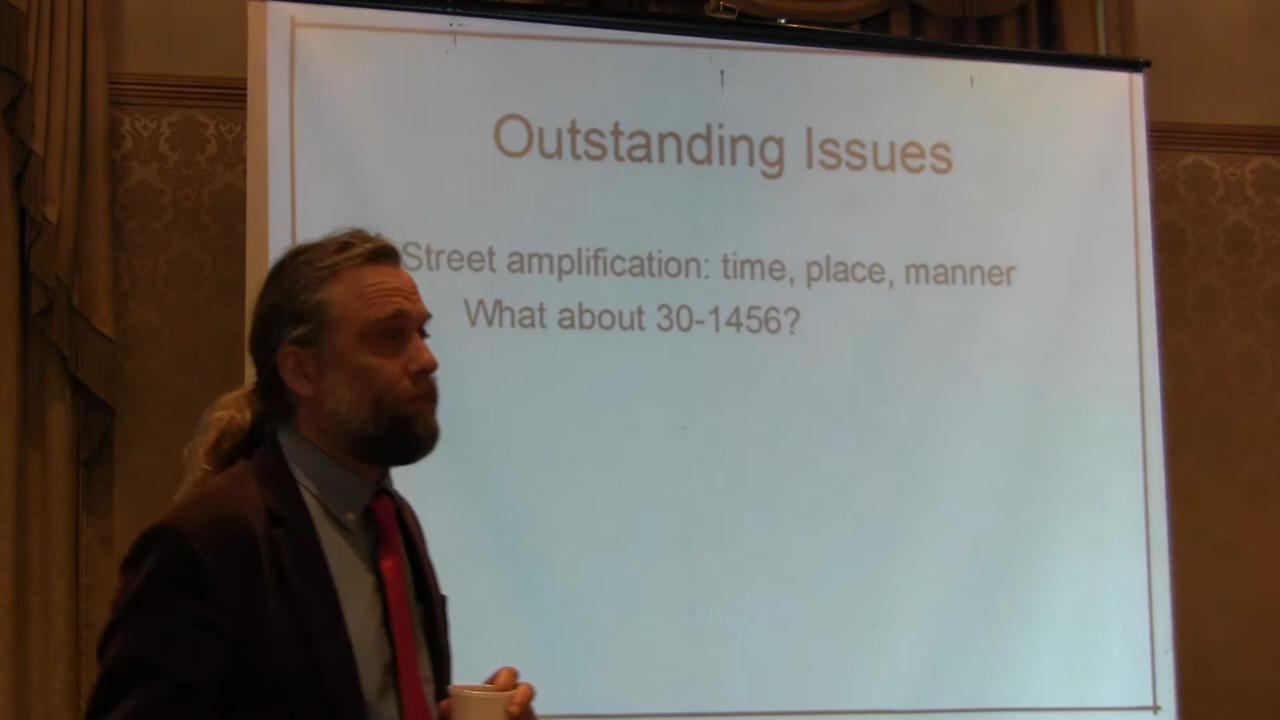 Outstanding Issues
Street amplification: time, place, manner
What about 30-1456?